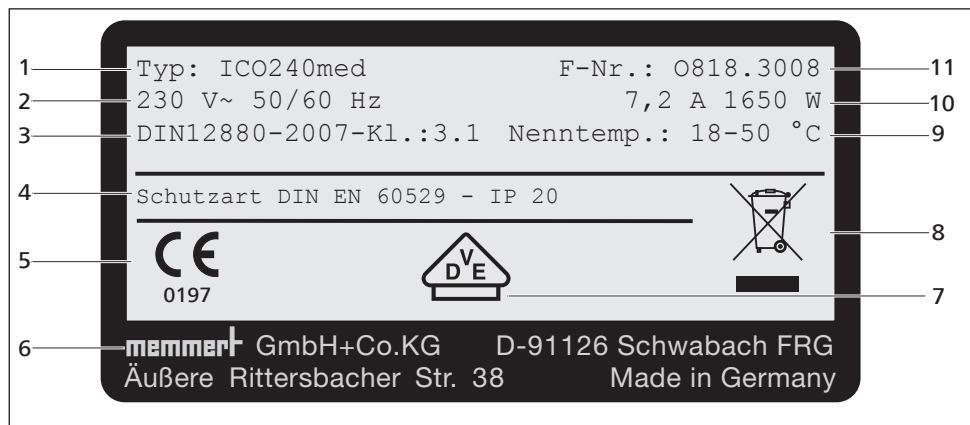 1 Typ: ICO240med F-Nr.: O818.3008 11
2 230 V~ 50/60 Hz 7,2 A 1650 W 10
3 DIN12880-2007-Kl.:3.1 Nenntemp.: 18-50 °C 9
4 Schutzart DIN EN 60529 - IP 20
8
5 CE
0197
DVE
7
6 memmert GmbH+Co.KG D-91126 Schwabach FRG
Äußere Rittersbacher Str. 38 Made in Germany